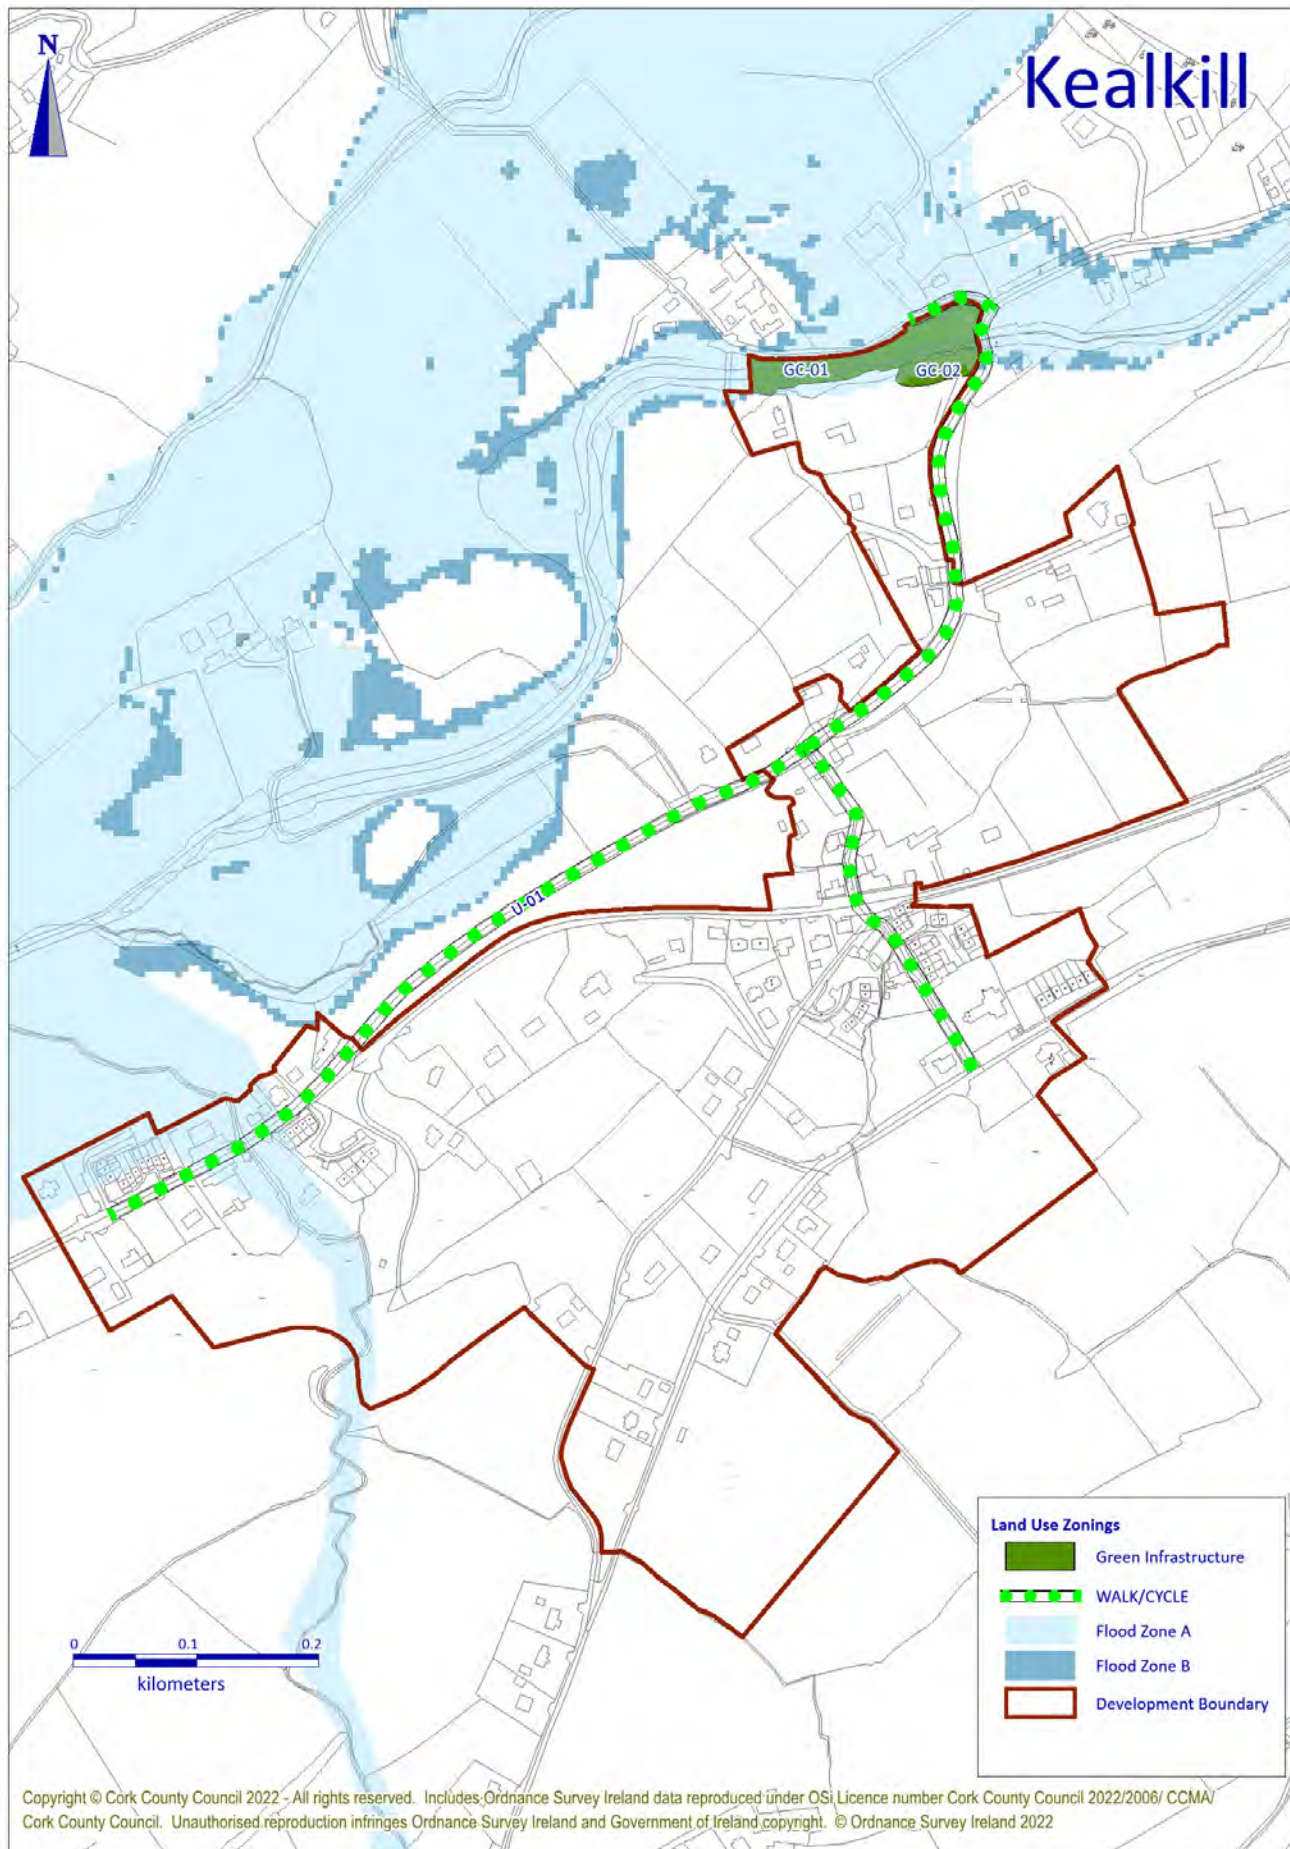 N
Kealkill
GC-01
GC-02
U-01
Land Use Zonings
Green Infrastructure
WALK/CYCLE
Flood Zone A
Flood Zone B
Development Boundary
0 0.1 0.2
kilometers
Copyright © Cork County Council 2022 - All rights reserved. Includes Ordnance Survey Ireland data reproduced under OSi Licence number Cork County Council 2022/2006/ CCMA/
Cork County Council. Unauthorised reproduction infringes Ordnance Survey Ireland and Government of Ireland copyright. © Ordnance Survey Ireland 2022